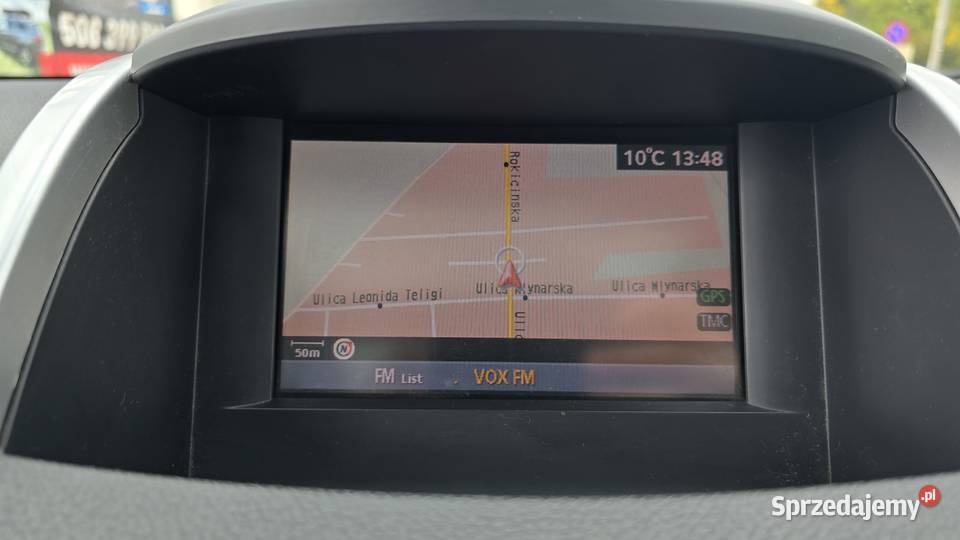 10°C 13:48
Rokicinska
Ulica Leonida Teligi
Ulica Młynarska
Ulica Młynarska
GPS
TMC
50m
N
FM List
VOX FM
Sprzedajemy.pl